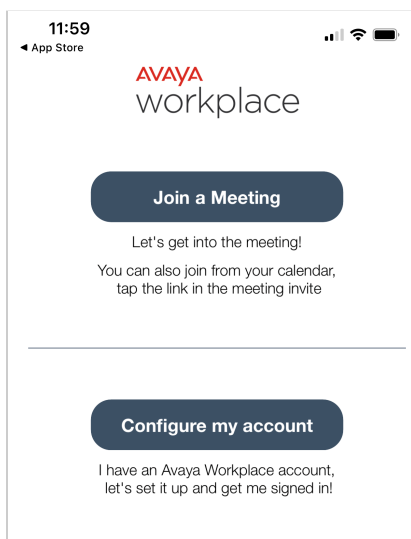 11:59
◀ App Store
AVAYA
workplace
Join a Meeting
Let's get into the meeting!
You can also join from your calendar,
tap the link in the meeting invite
Configure my account
I have an Avaya Workplace account,
let's set it up and get me signed in!